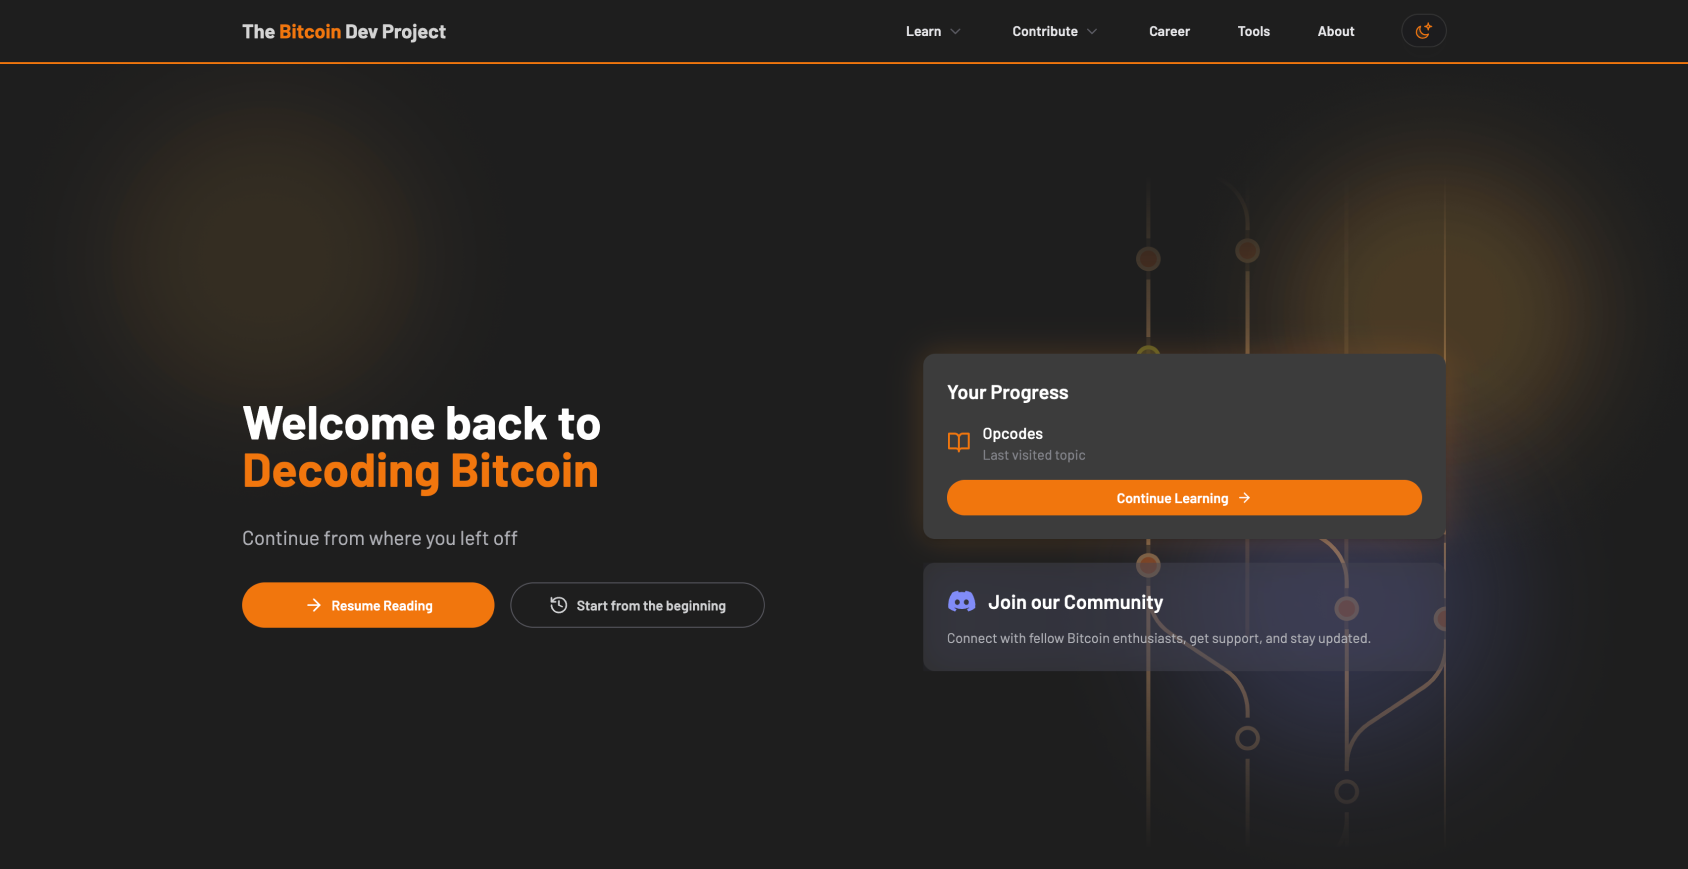 The Bitcoin Dev Project
Learn
Contribute
Career
Tools
About
Welcome back to
Decoding Bitcoin
Continue from where you left off
Resume Reading
Start from the beginning
Your Progress
Opcodes
Last visited topic
Continue Learning
Join our Community
Connect with fellow Bitcoin enthusiasts, get support, and stay updated.